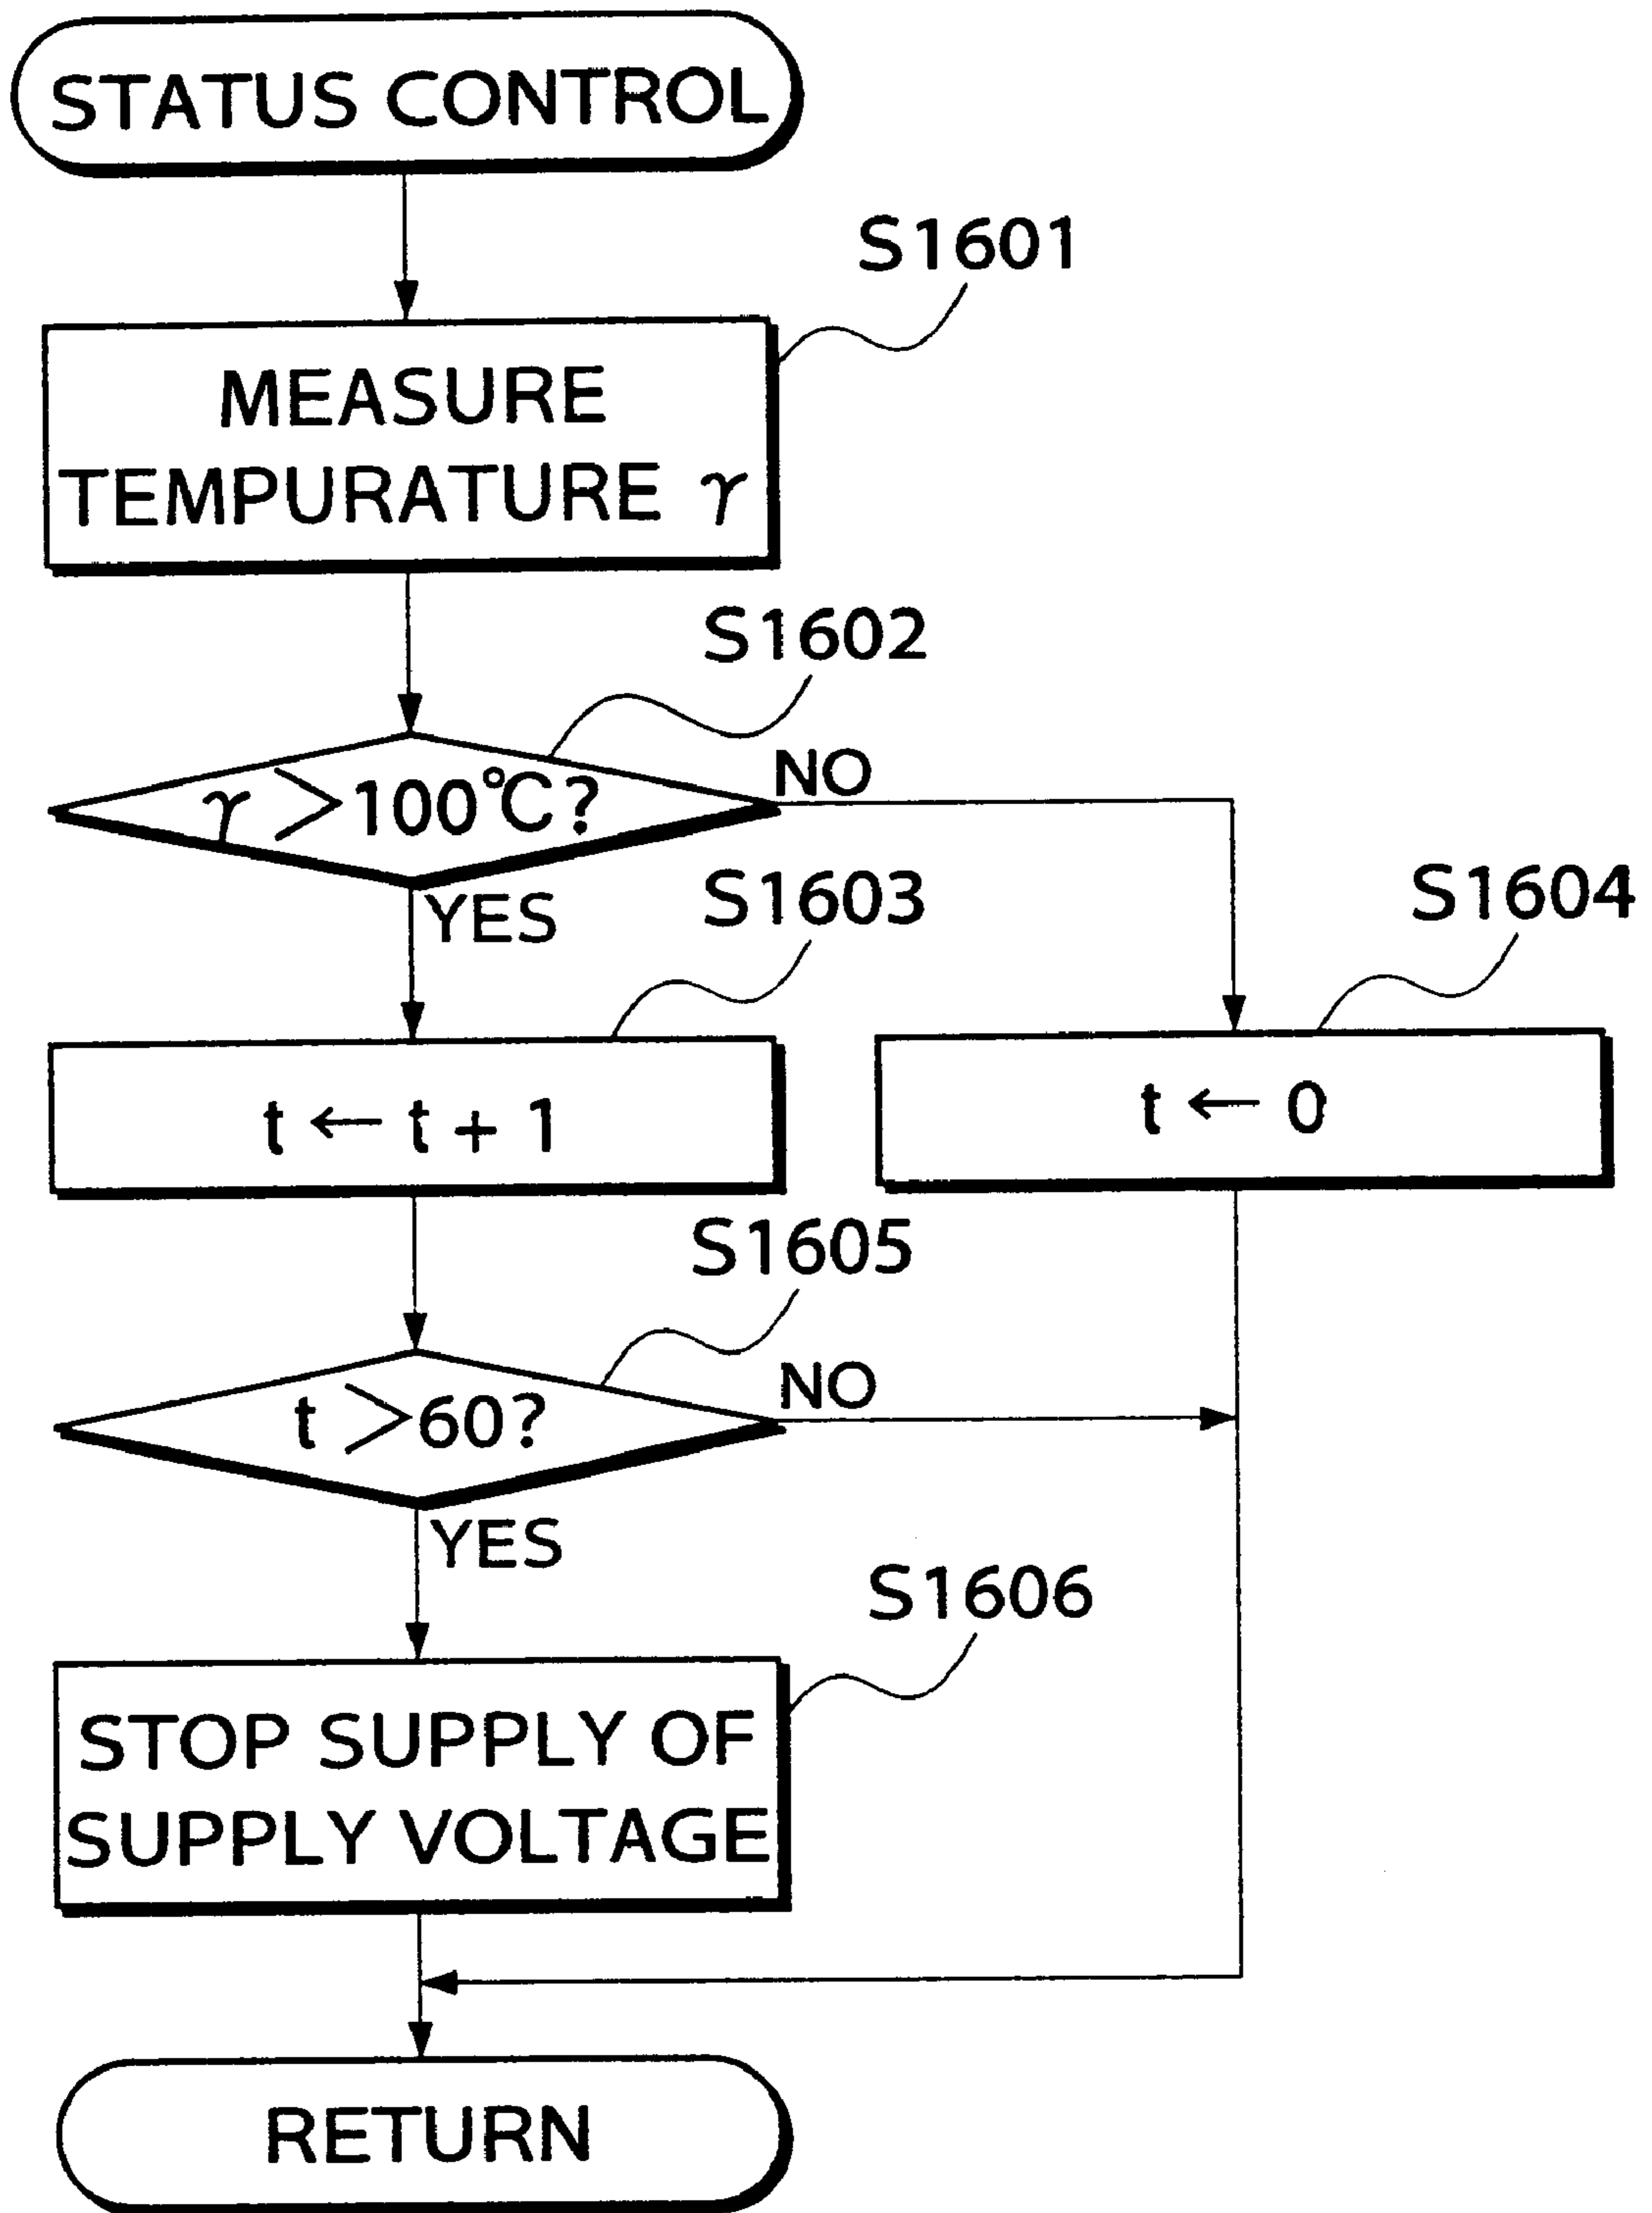 STATUS CONTROL
S1601
MEASURE
TEMPURATURE γ
S1602
γ >100℃?
NO
YES
S1603
S1604
t ← t + 1
t ← 0
S1605
t >60?
NO
YES
S1606
STOP SUPPLY OF
SUPPLY VOLTAGE
RETURN